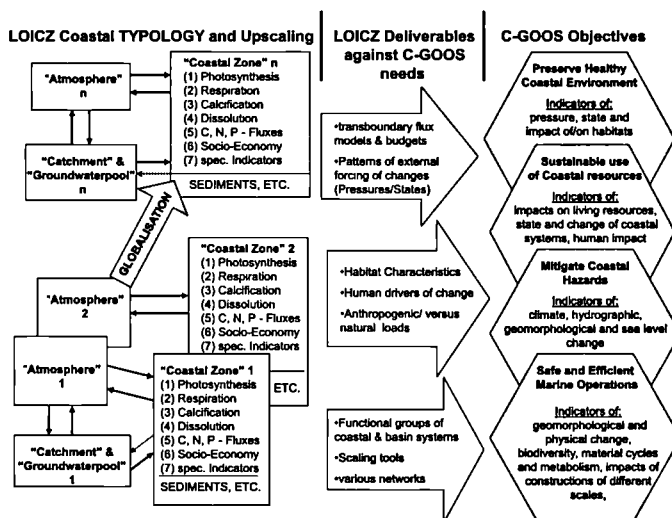 LOICZ Coastal TYPOLOGY and Upscaling
"Atmosphere"
n
"Catchment" &
"Groundwaterpool"
n
"Coastal Zone" n
(1) Photosynthesis
(2) Respiration
(3) Calcification
(4) Dissolution
(5) C, N, P - Fluxes
(6) Socio-Economy
(7) spec. Indicators
SEDIMENTS, ETC.
GLOBALISATION
"Atmosphere"
2
"Coastal Zone" 2
(1) Photosynthesis
(2) Respiration
(3) Calcification
(4) Dissolution
(5) C, N, P - Fluxes
(6) Socio-Economy
(7) spec. Indicators
ETC.
"Atmosphere"
1
"Catchment" &
"Groundwaterpool"
1
"Coastal Zone" 1
(1) Photosynthesis
(2) Respiration
(3) Calcification
(4) Dissolution
(5) C, N, P - Fluxes
(6) Socio-Economy
(7) spec. Indicators
SEDIMENTS, ETC.
LOICZ Deliverables
against C-GOOS
needs
•transboundary flux
models & budgets
•Patterns of external
forcing of changes
(Pressures/States)
•Habitat Characteristics
•Human drivers of change
•Anthropogenic/ versus
natural loads
•Functional groups of
coastal & basin systems
•Scaling tools
•various networks
C-GOOS Objectives
Preserve Healthy
Coastal Environment
Indicators of:
pressure, state and
impact of/on habitats
Sustainable use
of Coastal resources
Indicators of:
impacts on living resources,
state and change of coastal
systems, human impact
Mitigate Coastal
Hazards
Indicators of:
climate, hydrographic,
geomorphological and sea level
change
Safe and Efficient
Marine Operations
Indicators of:
geomorphological and
physical change,
biodiversity, material cycles
and metabolism, impacts of
constructions of different
scales,